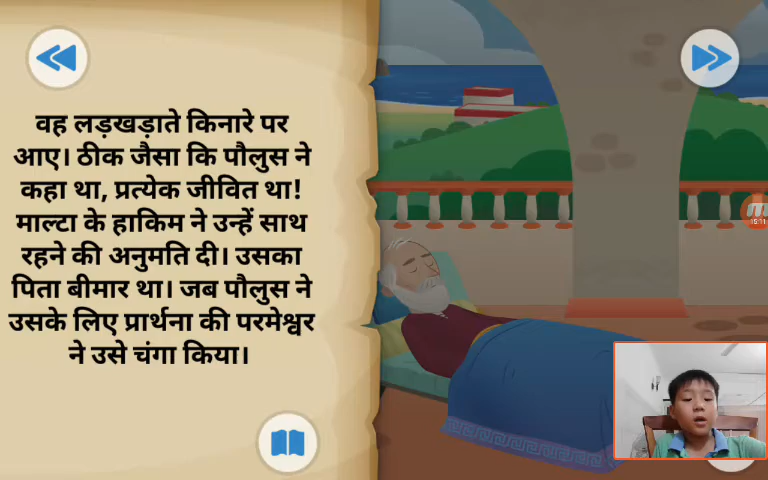 वह लड़खड़ाते किनारे पर
आए। ठीक जैसा कि पौलुस ने
कहा था, प्रत्येक जीवित था!
माल्टा के हाकिम ने उन्हें साथ
रहने की अनुमति दी। उसका
पिता बीमार था। जब पौलुस ने
उसके लिए प्रार्थना की परमेश्वर
ने उसे चंगा किया।